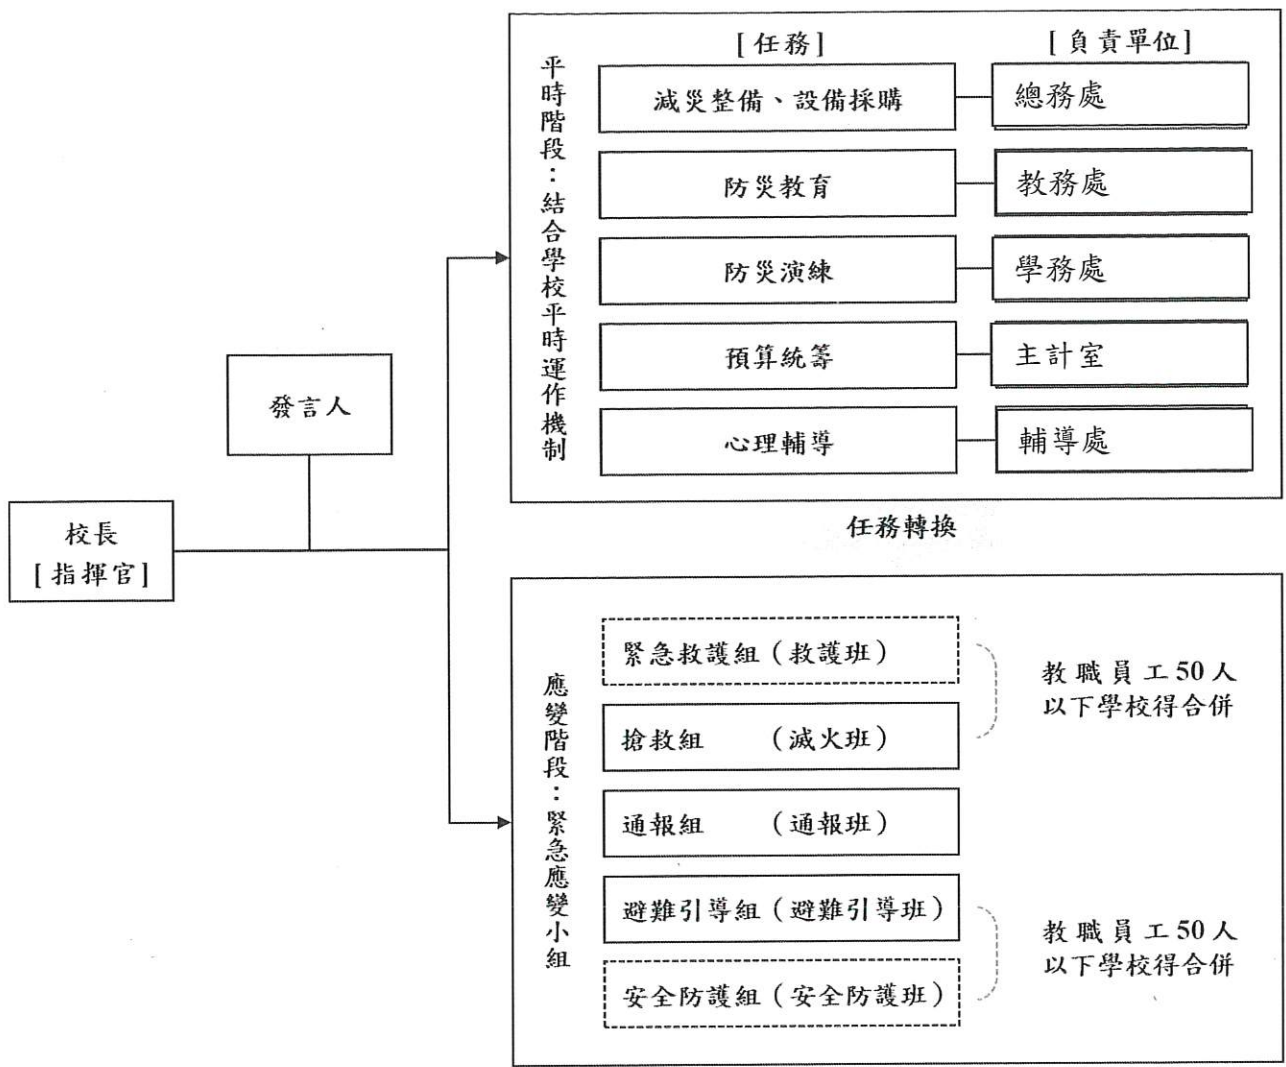 [任務]
[負責單位]
平時階段：結合學校平時運作機制
減災整備、設備採購
總務處
防災教育
教務處
防災演練
學務處
預算統籌
主計室
心理輔導
輔導處
發言人
校長
[指揮官]
任務轉換
應變階段：緊急應變小組
緊急救護組（救護班）
搶救組　　（滅火班）
教職員工50人
以下學校得合併
通報組　　（通報班）
避難引導組（避難引導班）
安全防護組（安全防護班）
教職員工50人
以下學校得合併